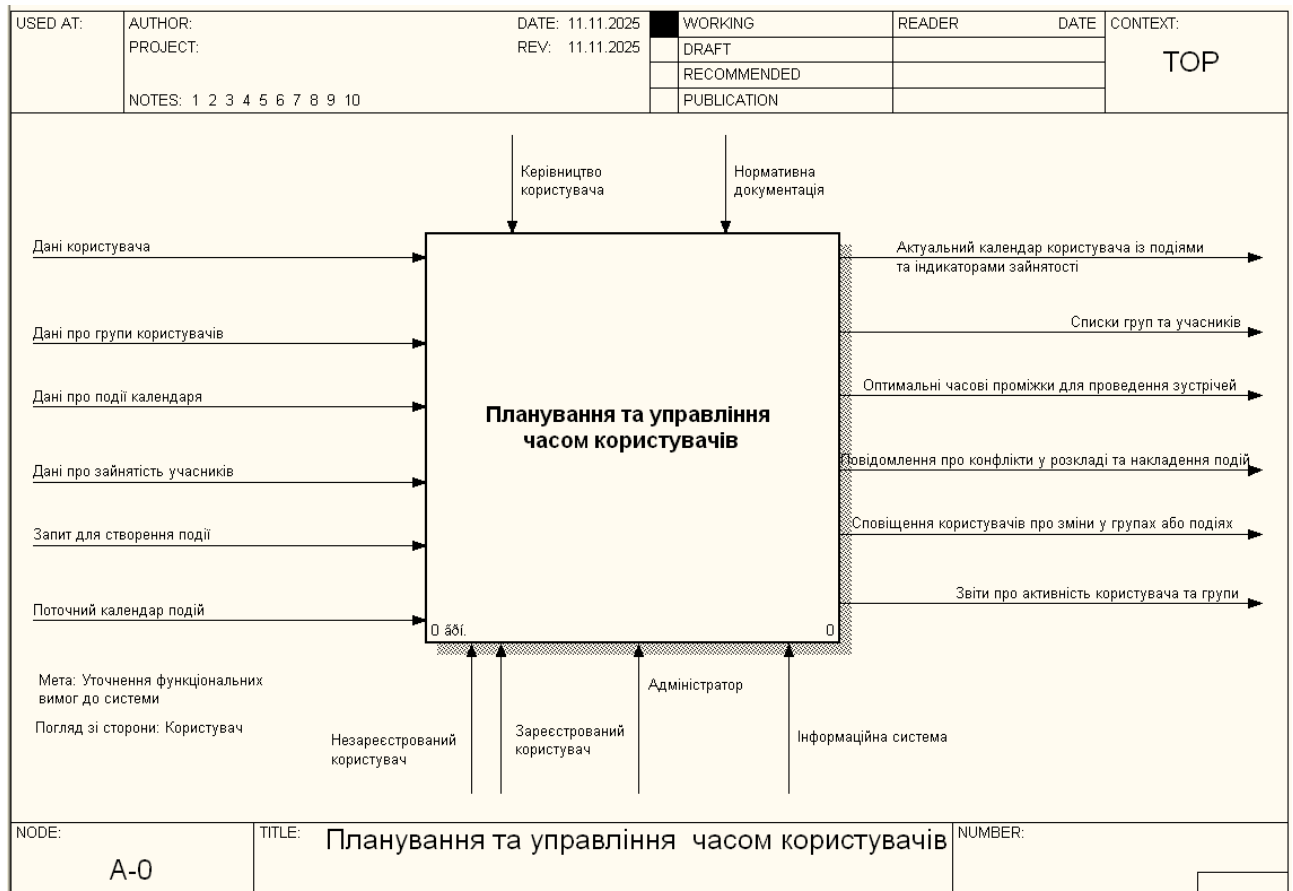 USED AT:
AUTHOR:
DATE: 11.11.2025
PROJECT:
REV: 11.11.2025
NOTES: 1 2 3 4 5 6 7 8 9 10
WORKING
DRAFT
RECOMMENDED
PUBLICATION
READER DATE
CONTEXT:
TOP
Керівництво
користувача
Нормативна
документація
Дані користувача
Дані про групи користувачів
Дані про події календаря
Дані про зайнятість учасників
Запит для створення події
Поточний календар подій
Планування та управління
часом користувачів
0 áðí.
0
Актуальний календар користувача із подіями
та індикаторами зайнятості
Списки груп та учасників
Оптимальні часові проміжки для проведення зустрічей
Повідомлення про конфлікти у розкладі та накладення подій
Сповіщення користувачів про зміни у групах або подіях
Звіти про активність користувача та групи
Мета: Уточнення функціональних
вимог до системи
Погляд зі сторони: Користувач
Незареєстрований
користувач
Зареєстрований
користувач
Адміністратор
Інформаційна система
NODE:
A-0
TITLE:
Планування та управління часом користувачів
NUMBER: